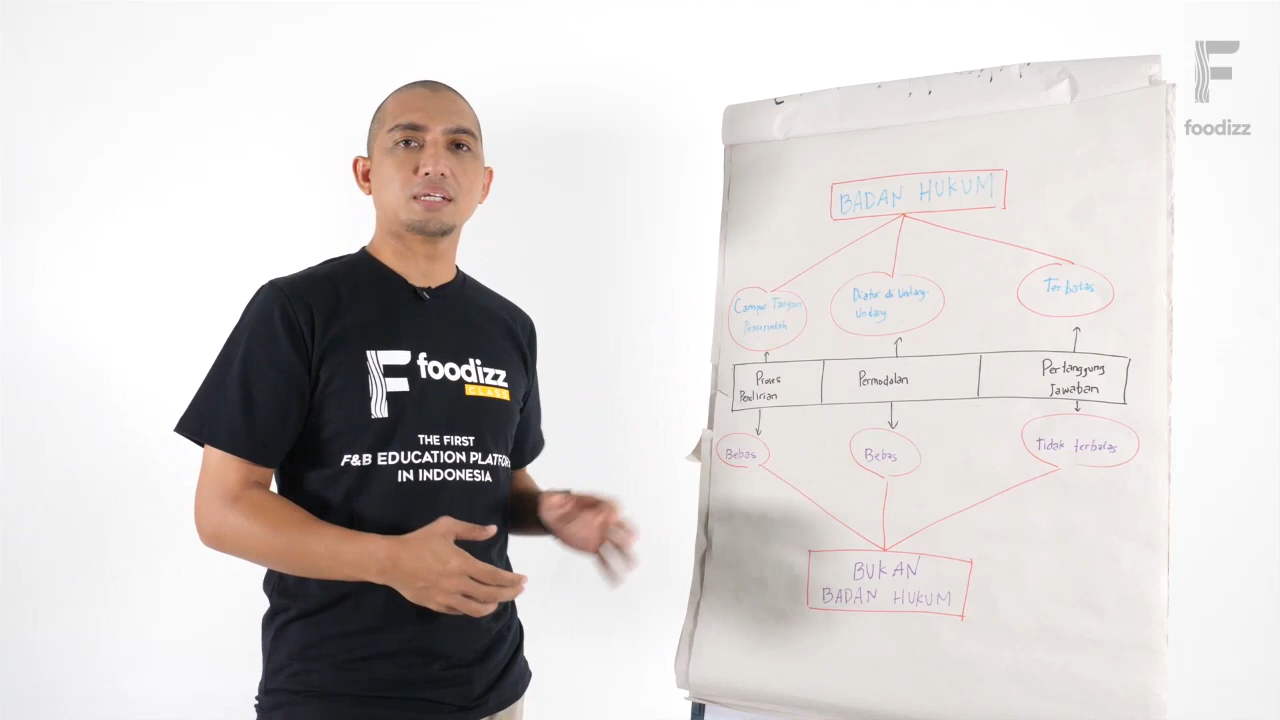 F
foodizz
F foodizz
CLASS
THE FIRST
F&B EDUCATION PLATFOR
IN INDONESIA
BADAN HUKUM
Campur Tangan
Pemerintah
Diatur di Undang-
Undang
Terbatas
Proses
Pendirian
Permodalan
Pertanggung
Jawaban
Bebas
Bebas
Tidak terbatas
BUKAN
BADAN HUKUM